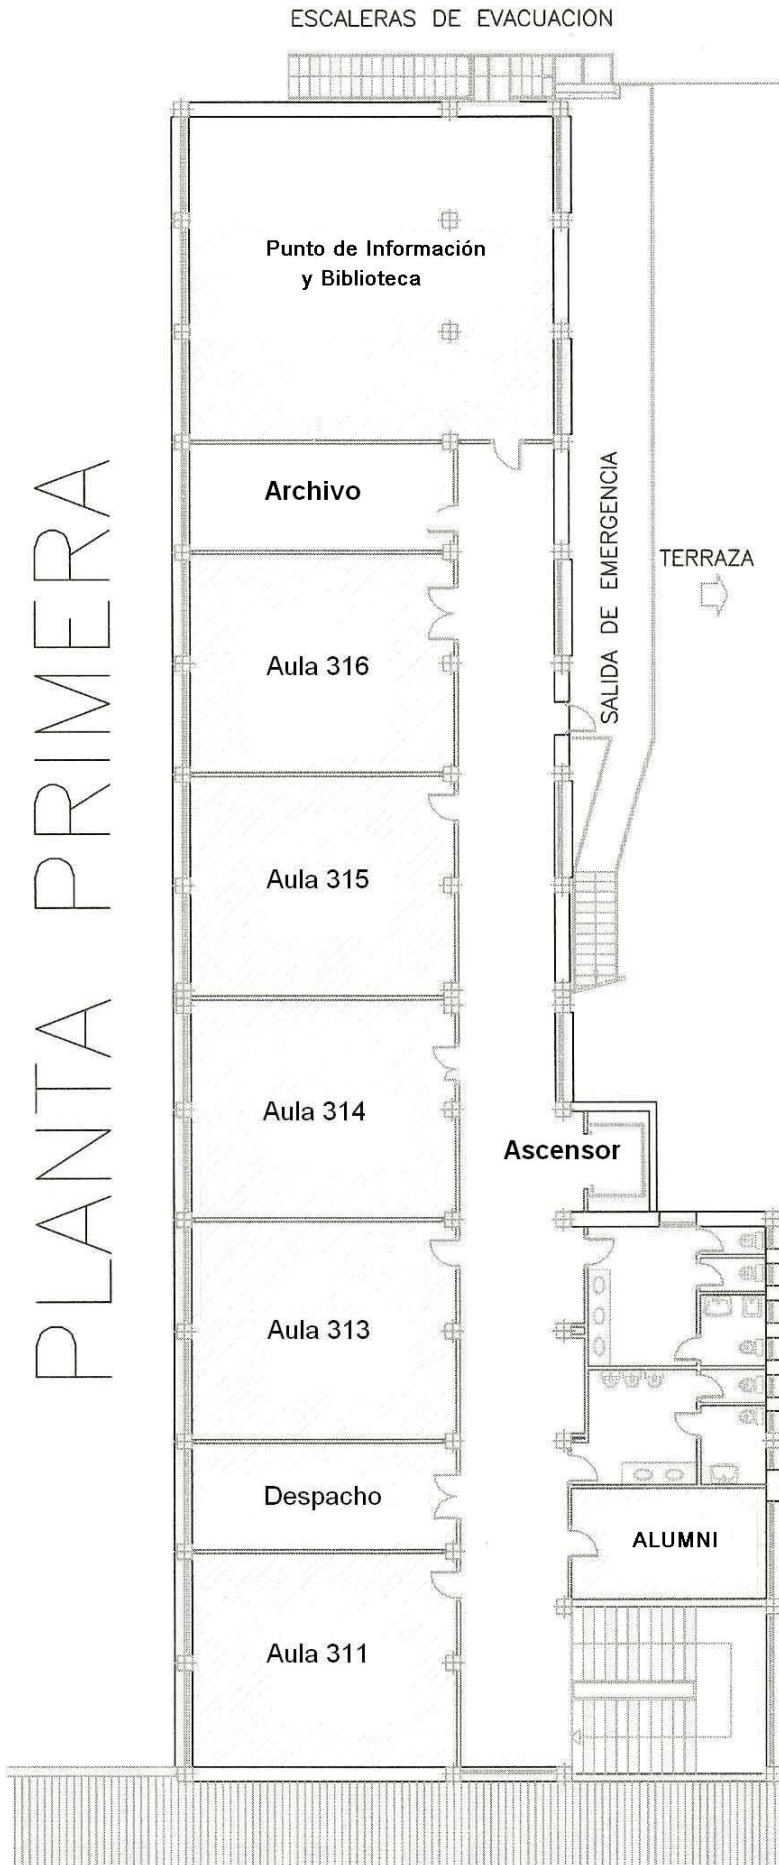 ESCALERAS DE EVACUACION
Punto de Información
y Biblioteca
Archivo
SALIDA DE EMERGENCIA
TERRAZA
Aula 316
PLANTA PRIMERA
Aula 315
Aula 314
Ascensor
Aula 313
Despacho
ALUMNI
Aula 311